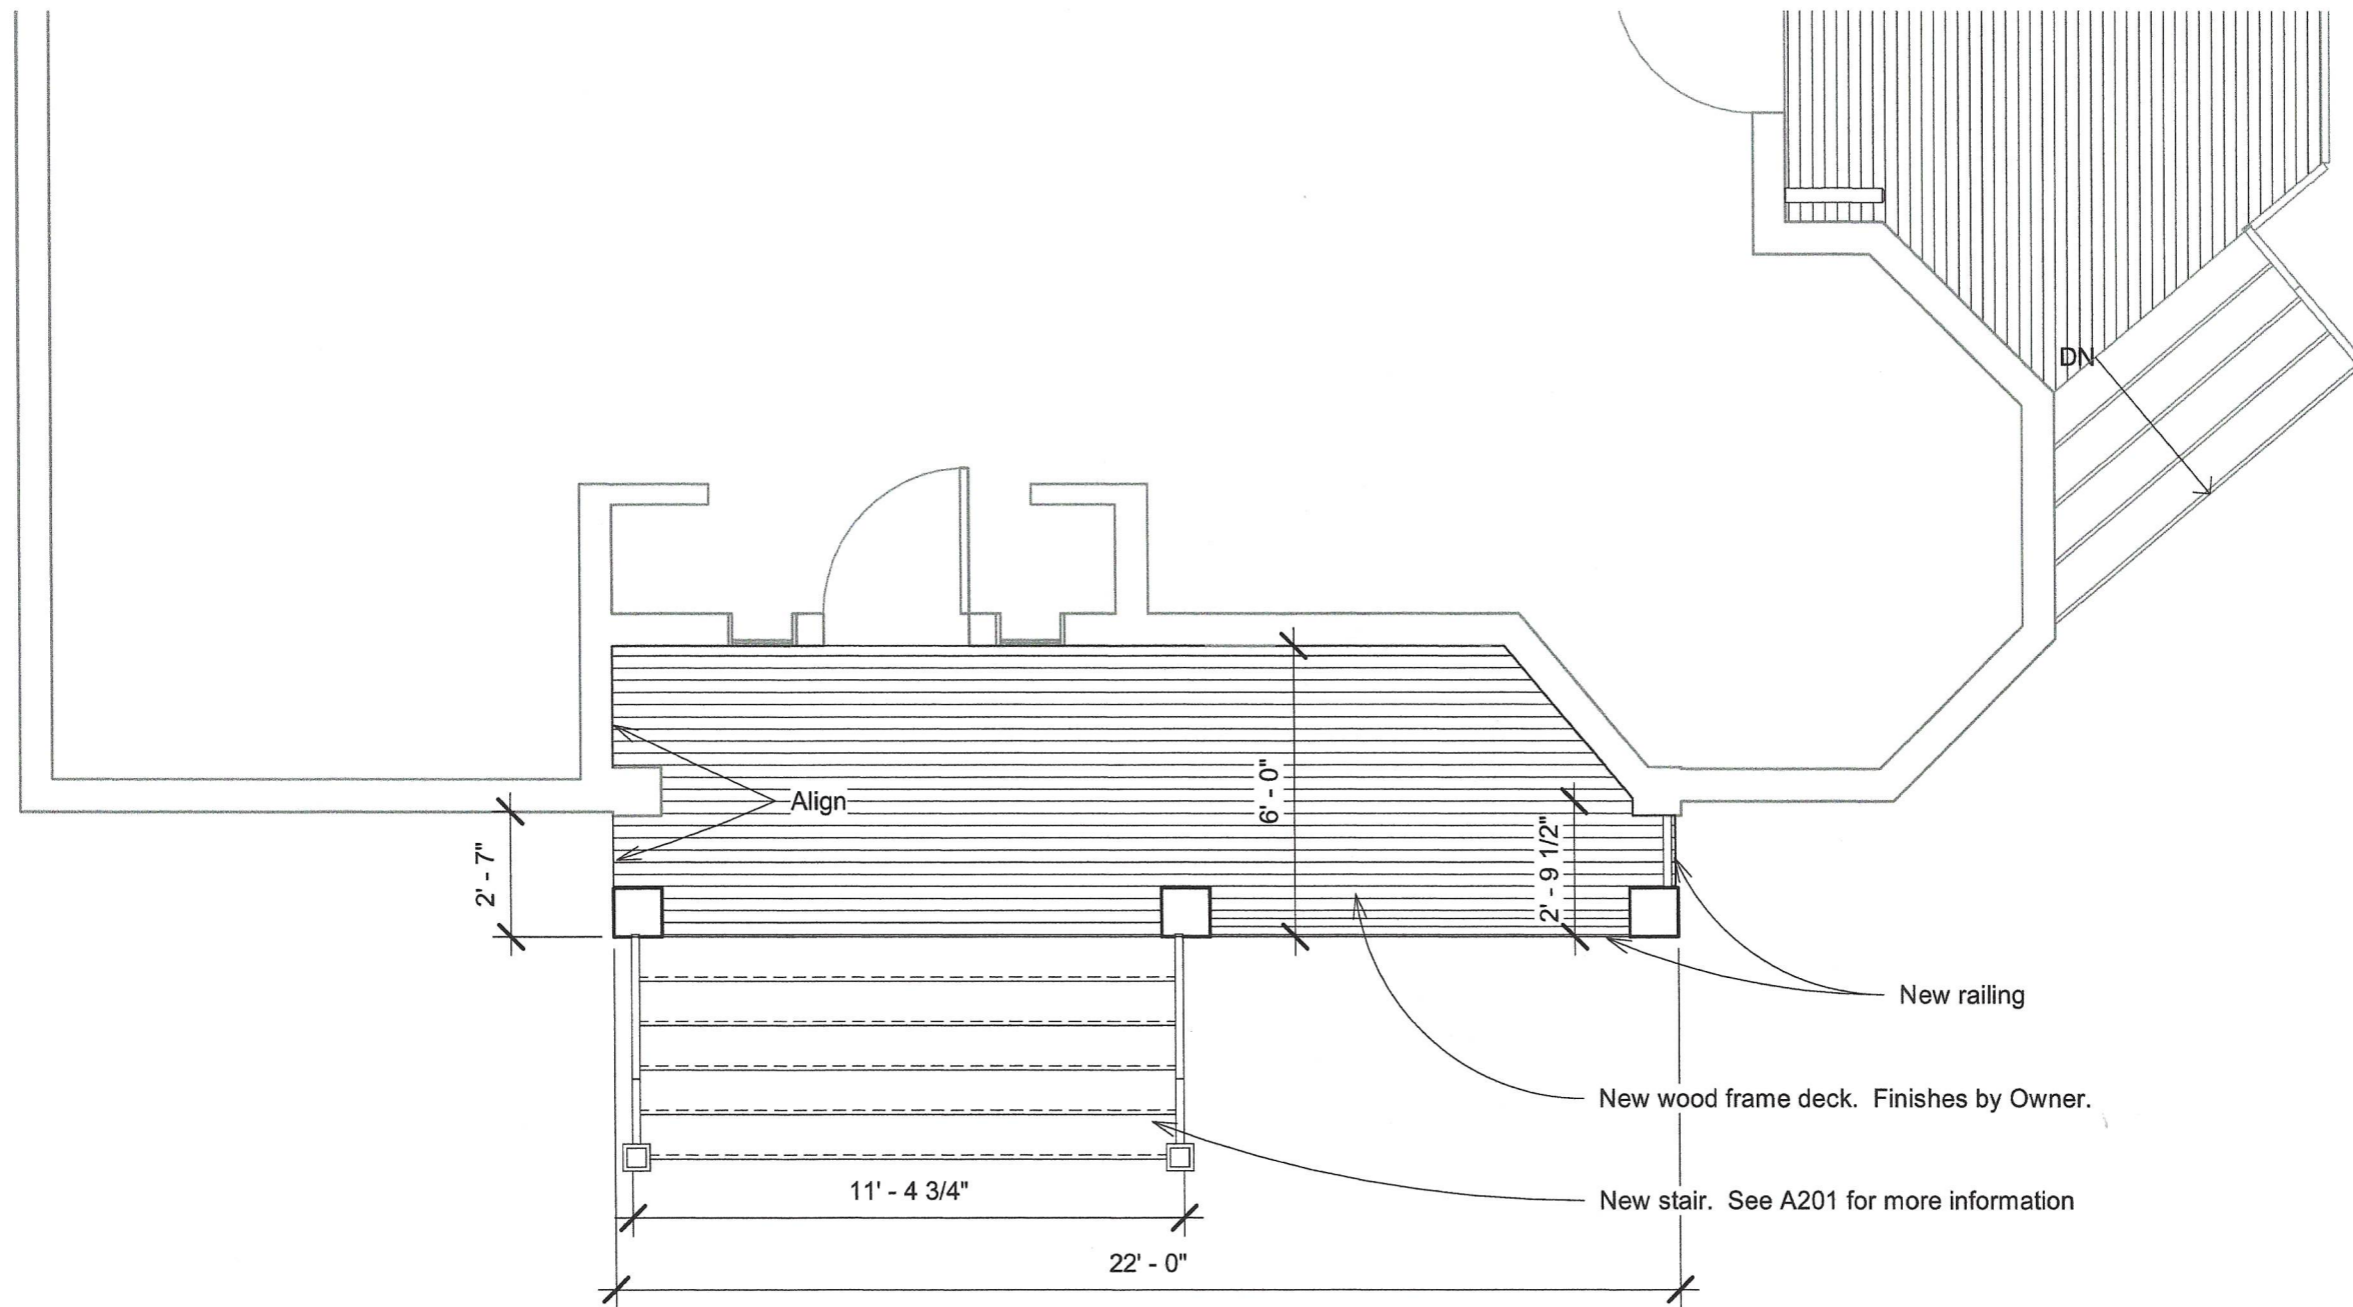 DN
Align
6' - 0"
2' - 7"
2' - 9 1/2"
New railing
New wood frame deck. Finishes by Owner.
New stair. See A201 for more information
11' - 4 3/4"
22' - 0"